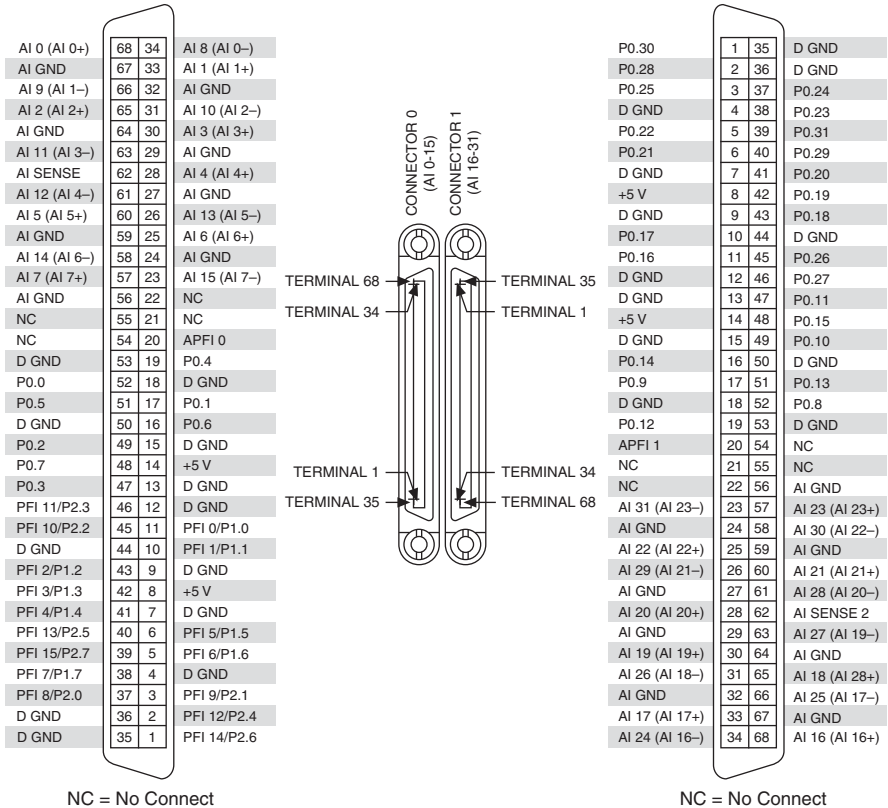 AI 0 (AI 0+) 68 34 AI 8 (AI 0–)
AI GND 67 33 AI 1 (AI 1+)
AI 9 (AI 1–) 66 32 AI GND
AI 2 (AI 2+) 65 31 AI 10 (AI 2–)
AI GND 64 30 AI 3 (AI 3+)
AI 11 (AI 3–) 63 29 AI GND
AI SENSE 62 28 AI 4 (AI 4+)
AI 12 (AI 4–) 61 27 AI GND
AI 5 (AI 5+) 60 26 AI 13 (AI 5–)
AI GND 59 25 AI 6 (AI 6+)
AI 14 (AI 6–) 58 24 AI GND
AI 7 (AI 7+) 57 23 AI 15 (AI 7–)
AI GND 56 22 NC
NC 55 21 NC
NC 54 20 APFI 0
D GND 53 19 P0.4
P0.0 52 18 D GND
P0.5 51 17 P0.1
D GND 50 16 P0.6
P0.2 49 15 D GND
P0.7 48 14 +5 V
P0.3 47 13 D GND
PFI 11/P2.3 46 12 D GND
PFI 10/P2.2 45 11 PFI 0/P1.0
D GND 44 10 PFI 1/P1.1
PFI 2/P1.2 43 9 D GND
PFI 3/P1.3 42 8 +5 V
PFI 4/P1.4 41 7 D GND
PFI 13/P2.5 40 6 PFI 5/P1.5
PFI 15/P2.7 39 5 PFI 6/P1.6
PFI 7/P1.7 38 4 D GND
PFI 8/P2.0 37 3 PFI 9/P2.1
D GND 36 2 PFI 12/P2.4
D GND 35 1 PFI 14/P2.6
NC = No Connect
CONNECTOR 0
(AI 0-15)
CONNECTOR 1
(AI 16-31)
TERMINAL 68
TERMINAL 34
TERMINAL 35
TERMINAL 1
TERMINAL 1
TERMINAL 35
TERMINAL 34
TERMINAL 68
P0.30 1 35 D GND
P0.28 2 36 D GND
P0.25 3 37 P0.24
D GND 4 38 P0.23
P0.22 5 39 P0.31
P0.21 6 40 P0.29
D GND 7 41 P0.20
+5 V 8 42 P0.19
D GND 9 43 P0.18
P0.17 10 44 D GND
P0.16 11 45 P0.26
D GND 12 46 P0.27
D GND 13 47 P0.11
+5 V 14 48 P0.15
D GND 15 49 P0.10
P0.14 16 50 D GND
P0.9 17 51 P0.13
D GND 18 52 P0.8
P0.12 19 53 D GND
APFI 1 20 54 NC
NC 21 55 NC
NC 22 56 AI GND
AI 31 (AI 23–) 23 57 AI 23 (AI 23+)
AI GND 24 58 AI 30 (AI 22–)
AI 22 (AI 22+) 25 59 AI GND
AI 29 (AI 21–) 26 60 AI 21 (AI 21+)
AI GND 27 61 AI 28 (AI 20–)
AI 20 (AI 20+) 28 62 AI SENSE 2
AI GND 29 63 AI 27 (AI 19–)
AI 19 (AI 19+) 30 64 AI GND
AI 26 (AI 18–) 31 65 AI 18 (AI 28+)
AI GND 32 66 AI 25 (AI 17–)
AI 17 (AI 17+) 33 67 AI GND
AI 24 (AI 16–) 34 68 AI 16 (AI 16+)
NC = No Connect